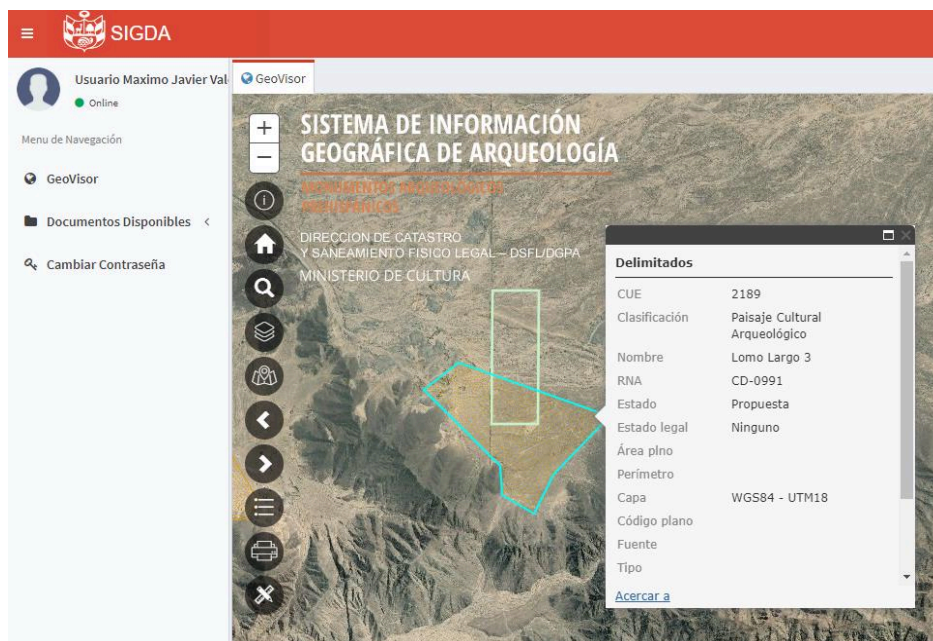 SIGDA
Usuario Maximo Javier Val
Online
Menu de Navegación
GeoVisor
Documentos Disponibles
Cambiar Contraseña
GeoVisor
+
−
SISTEMA DE INFORMACIÓN
GEOGRÁFICA DE ARQUEOLOGÍA
MONUMENTOS ARQUEOLÓGICOS
PREHISPÁNICOS
DIRECCION DE CATASTRO
Y SANEAMIENTO FISICO LEGAL – DSFL/DGPA
MINISTERIO DE CULTURA
Delimitados
CUE 2189
Clasificación Paisaje Cultural
Arqueológico
Nombre Lomo Largo 3
RNA CD-0991
Estado Propuesta
Estado legal Ninguno
Área plno
Perímetro
Capa WGS84 - UTM18
Código plano
Fuente
Tipo
Acercar a